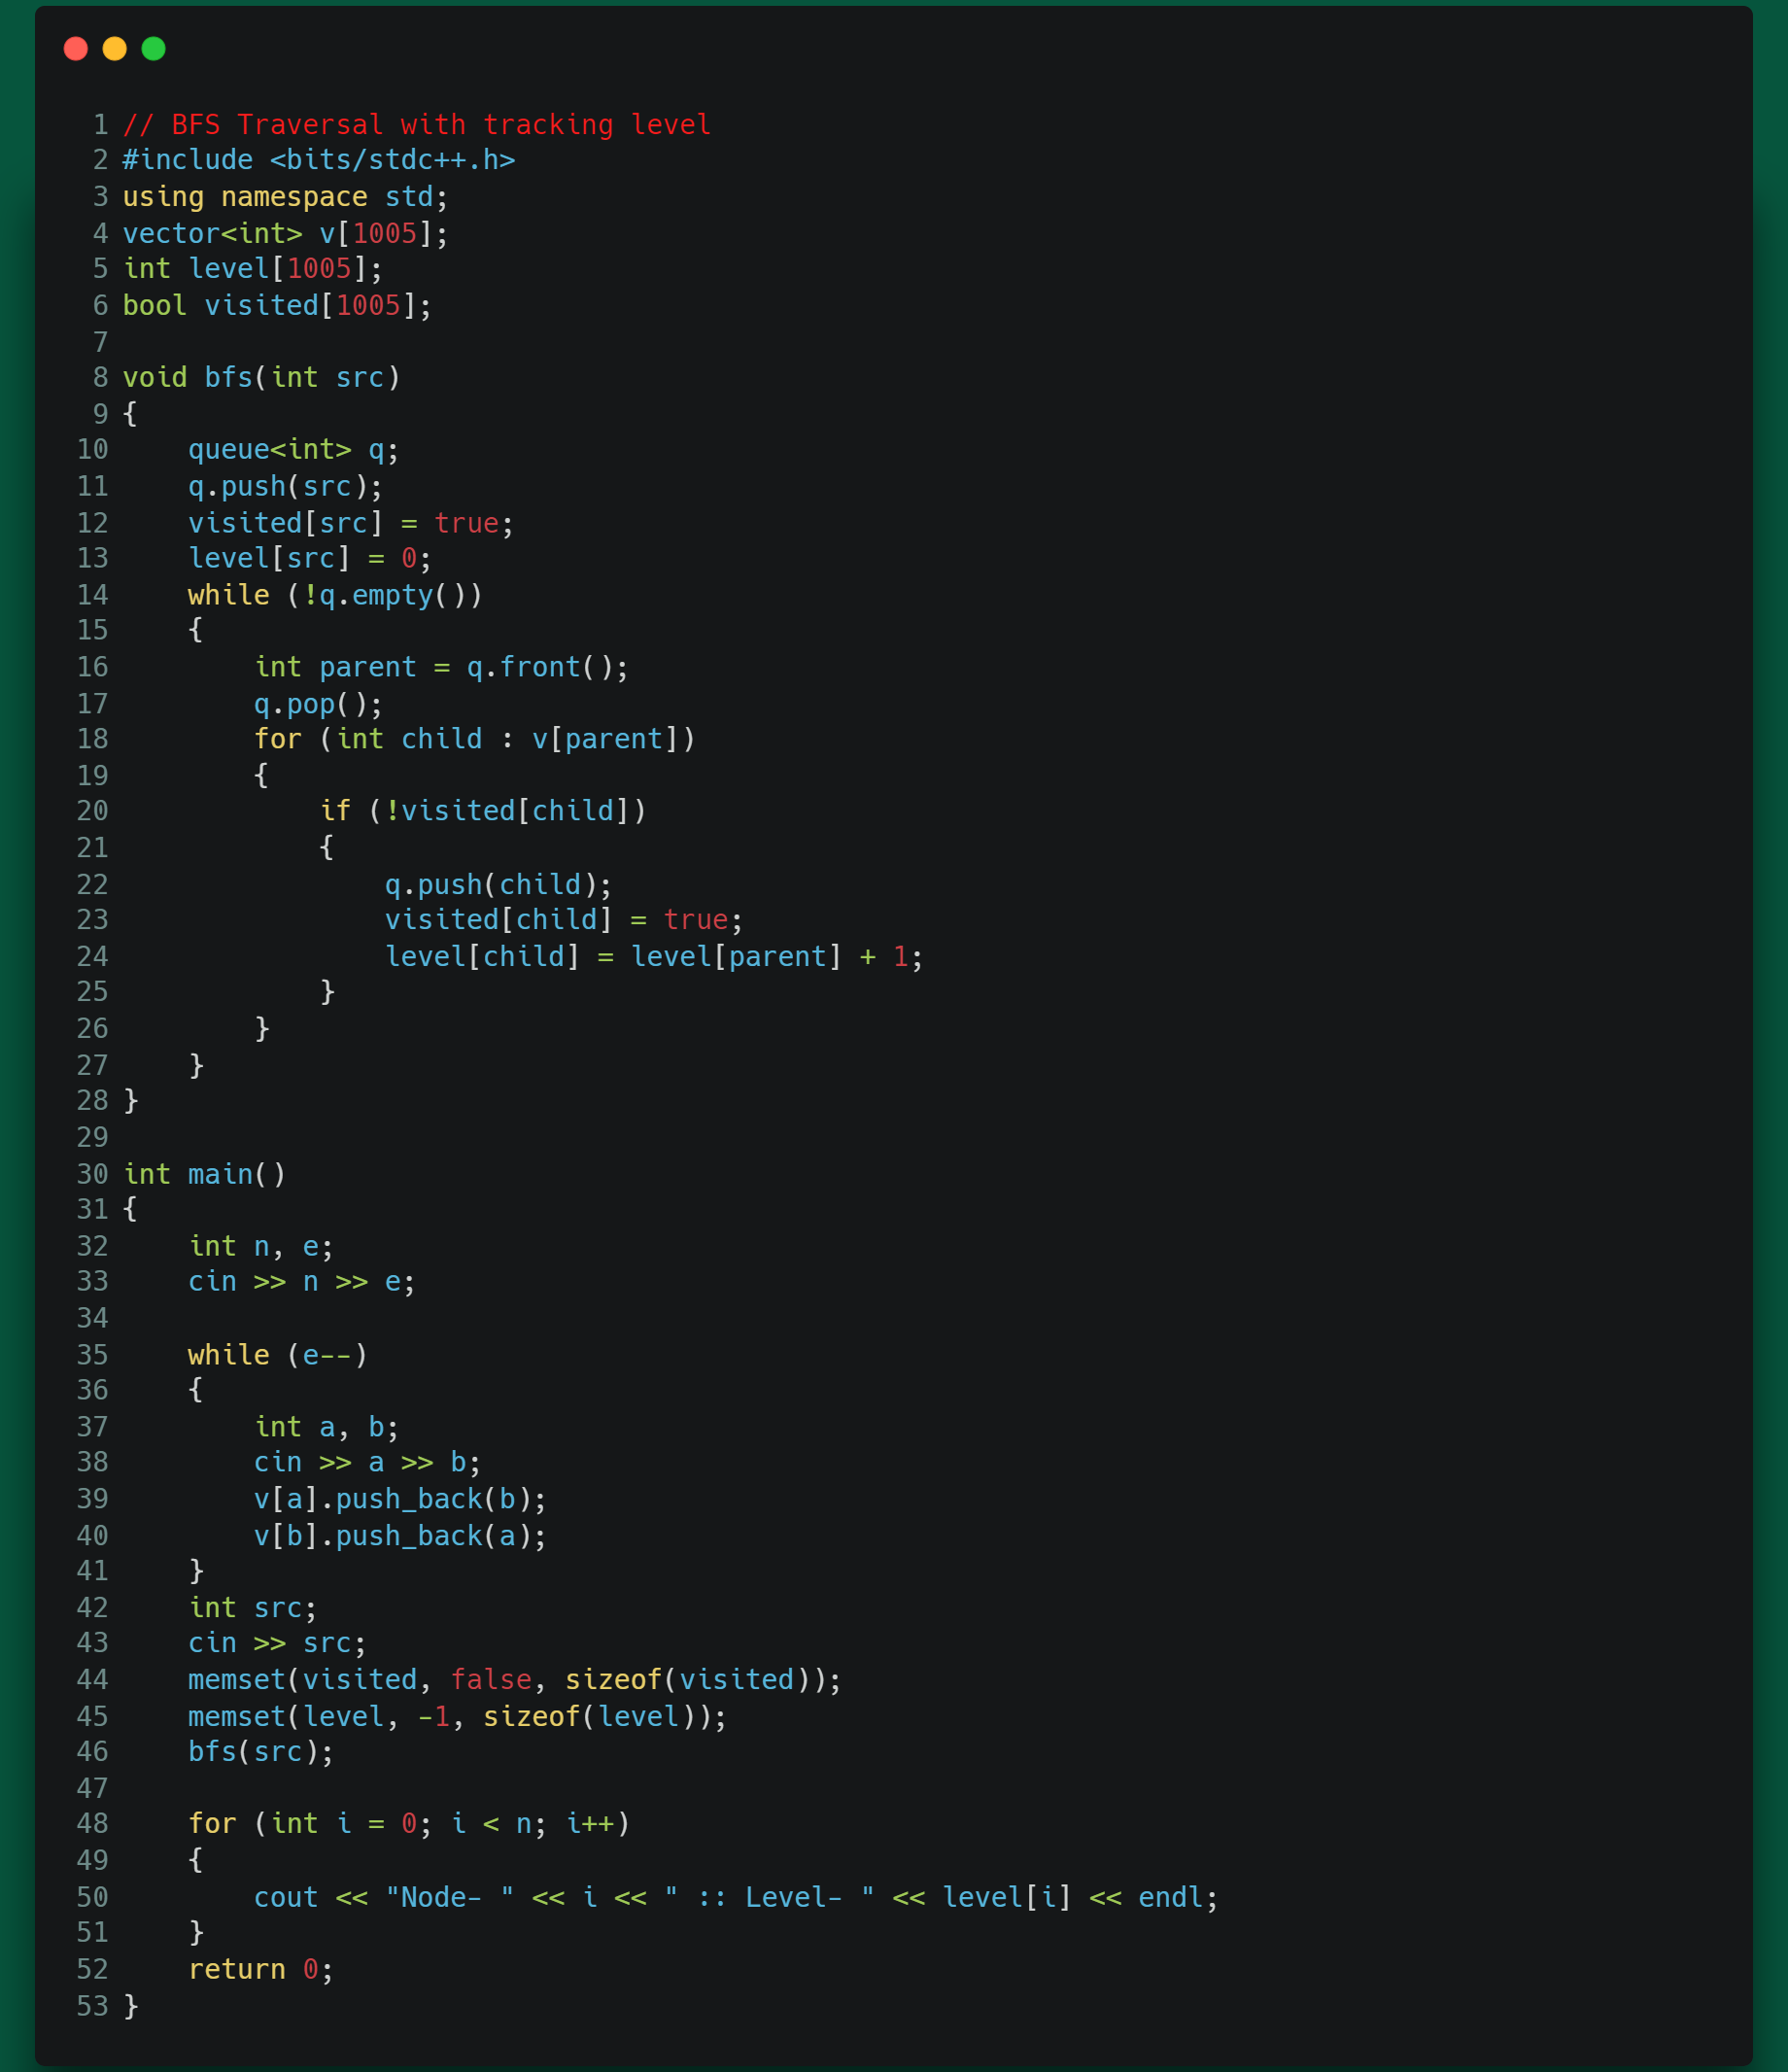 1 // BFS Traversal with tracking level
2 #include <bits/stdc++.h>
3 using namespace std;
4 vector<int> v[1005];
5 int level[1005];
6 bool visited[1005];
7
8 void bfs(int src)
9 {
10     queue<int> q;
11     q.push(src);
12     visited[src] = true;
13     level[src] = 0;
14     while (!q.empty())
15     {
16         int parent = q.front();
17         q.pop();
18         for (int child : v[parent])
19         {
20             if (!visited[child])
21             {
22                 q.push(child);
23                 visited[child] = true;
24                 level[child] = level[parent] + 1;
25             }
26         }
27     }
28 }
29
30 int main()
31 {
32     int n, e;
33     cin >> n >> e;
34
35     while (e--)
36     {
37         int a, b;
38         cin >> a >> b;
39         v[a].push_back(b);
40         v[b].push_back(a);
41     }
42     int src;
43     cin >> src;
44     memset(visited, false, sizeof(visited));
45     memset(level, -1, sizeof(level));
46     bfs(src);
47
48     for (int i = 0; i < n; i++)
49     {
50         cout << "Node- " << i << " :: Level- " << level[i] << endl;
51     }
52     return 0;
53 }